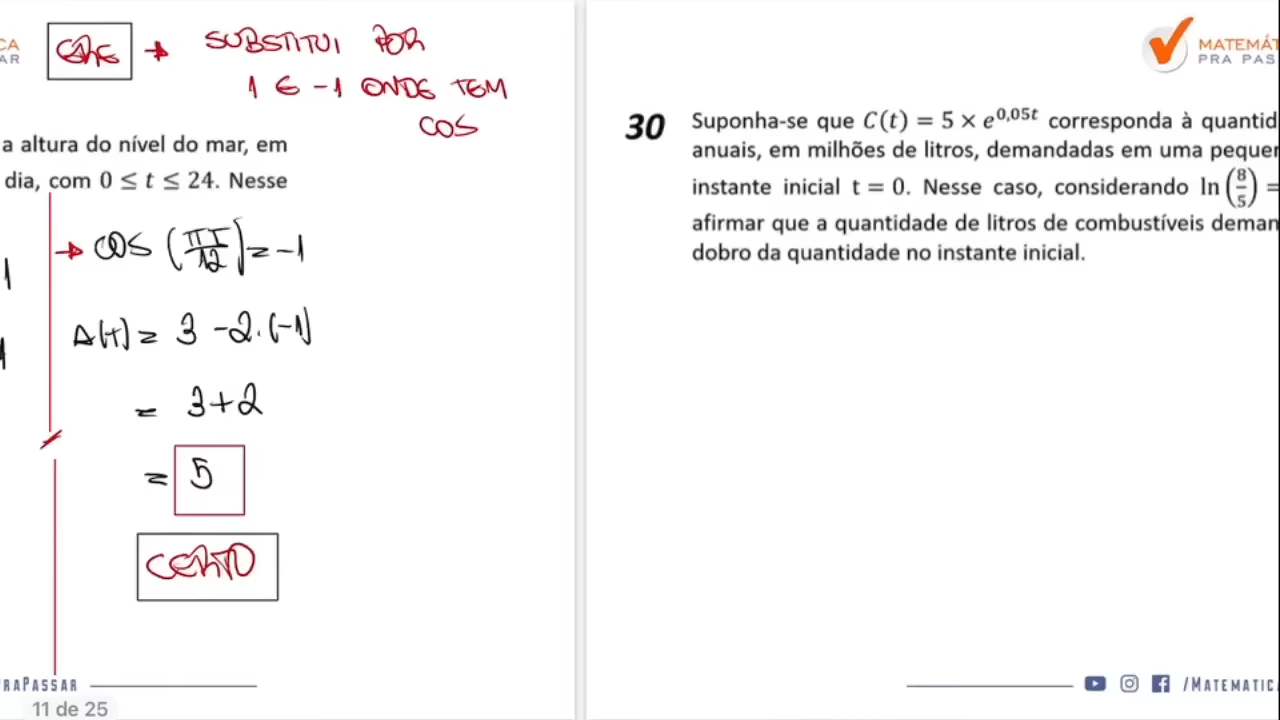 CA
AR
→ SUBSTITUI POR
1 E -1 ONDE TEM
COS
a altura do nível do mar, em
dia, com 0 ≤ t ≤ 24. Nesse
→ COS (πT/12) = -1
1
A(t) = 3 - 2.(-1)
1
= 3+2
= 5
CERTO
PRAPASSAR
11 de 25
MATEMÁT
PRA PAS
30 Suponha-se que C(t) = 5 × e^{0,05t} corresponda à quantid
anuais, em milhões de litros, demandadas em uma pequer
instante inicial t = 0. Nesse caso, considerando ln(8/5) =
afirmar que a quantidade de litros de combustíveis deman
dobro da quantidade no instante inicial.
/MATEMATICA